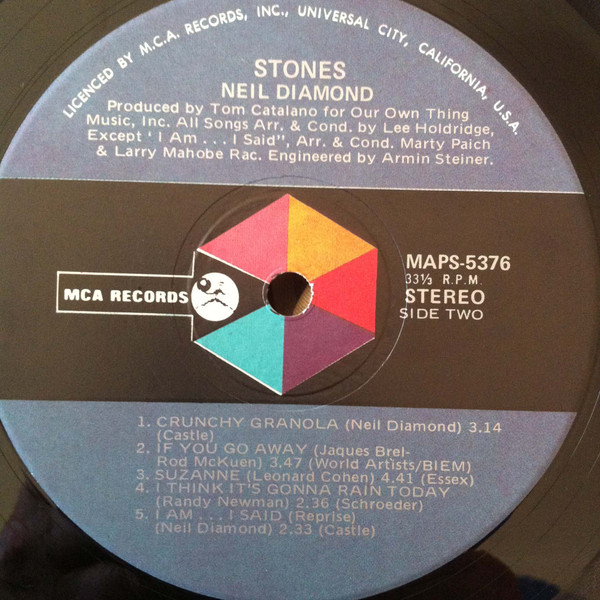 LICENCED BY M.C.A. RECORDS, INC., UNIVERSAL CITY, CALIFORNIA, U.S.A.
STONES
NEIL DIAMOND
Produced by Tom Catalano for Our Own Thing
Music, Inc. All Songs Arr. & Cond. by Lee Holdridge,
Except ' I Am . . . I Said", Arr. & Cond. Marty Paich
& Larry Mahobe Rac. Engineered by Armin Steiner.
MCA RECORDS
MAPS-5376
33⅓ R.P.M.
STEREO
SIDE TWO
1. CRUNCHY GRANOLA (Neil Diamond) 3.14
(Castle)
2. IF YOU GO AWAY (Jaques Brel-
Rod McKuen) 3.47 (World Artists/BIEM)
3. SUZANNE (Leonard Cohen) 4.41 (Essex)
4. I THINK IT'S GONNA RAIN TODAY
(Randy Newman) 2.36 (Schroeder)
5. I AM . . . I SAID (Reprise)
(Neil Diamond) 2.33 (Castle)